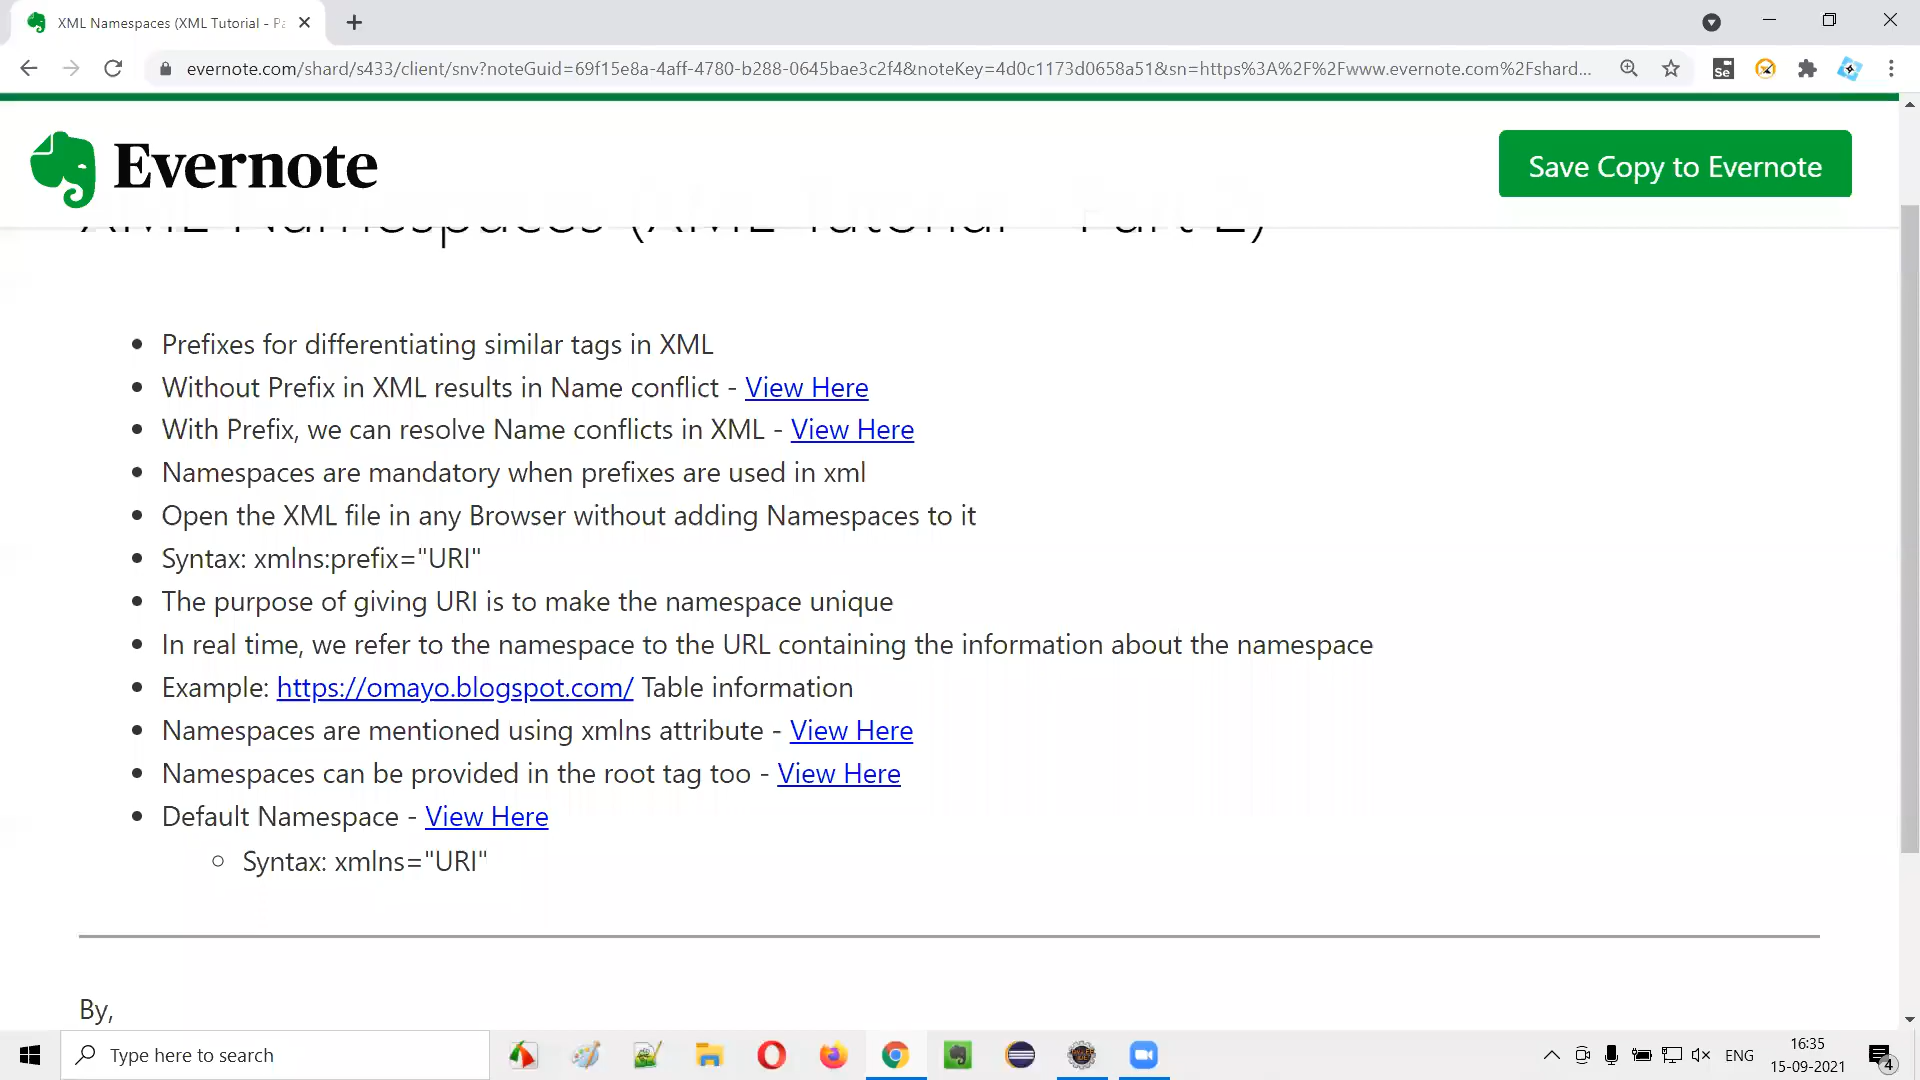 XML Namespaces (XML Tutorial - Pa
evernote.com/shard/s433/client/snv?noteGuid=69f15e8a-4aff-4780-b288-0645bae3c2f4&noteKey=4d0c1173d0658a51&sn=https%3A%2F%2Fwww.evernote.com%2Fshard...
Se
Evernote
Save Copy to Evernote
XML Namespaces (XML Tutorial - Part 2)
Prefixes for differentiating similar tags in XML
Without Prefix in XML results in Name conflict - View Here
With Prefix, we can resolve Name conflicts in XML - View Here
Namespaces are mandatory when prefixes are used in xml
Open the XML file in any Browser without adding Namespaces to it
Syntax: xmlns:prefix="URI"
The purpose of giving URI is to make the namespace unique
In real time, we refer to the namespace to the URL containing the information about the namespace
Example: https://omayo.blogspot.com/ Table information
Namespaces are mentioned using xmlns attribute - View Here
Namespaces can be provided in the root tag too - View Here
Default Namespace - View Here
Syntax: xmlns="URI"
By,
Type here to search
ENG
16:35
15-09-2021
4